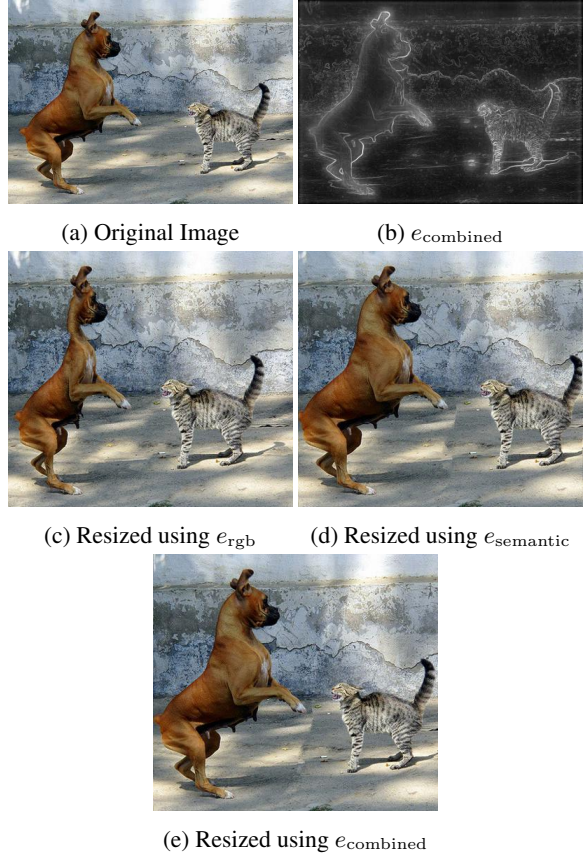 (a) Original Image
(b) e_combined
(c) Resized using e_rgb
(d) Resized using e_semantic
(e) Resized using e_combined